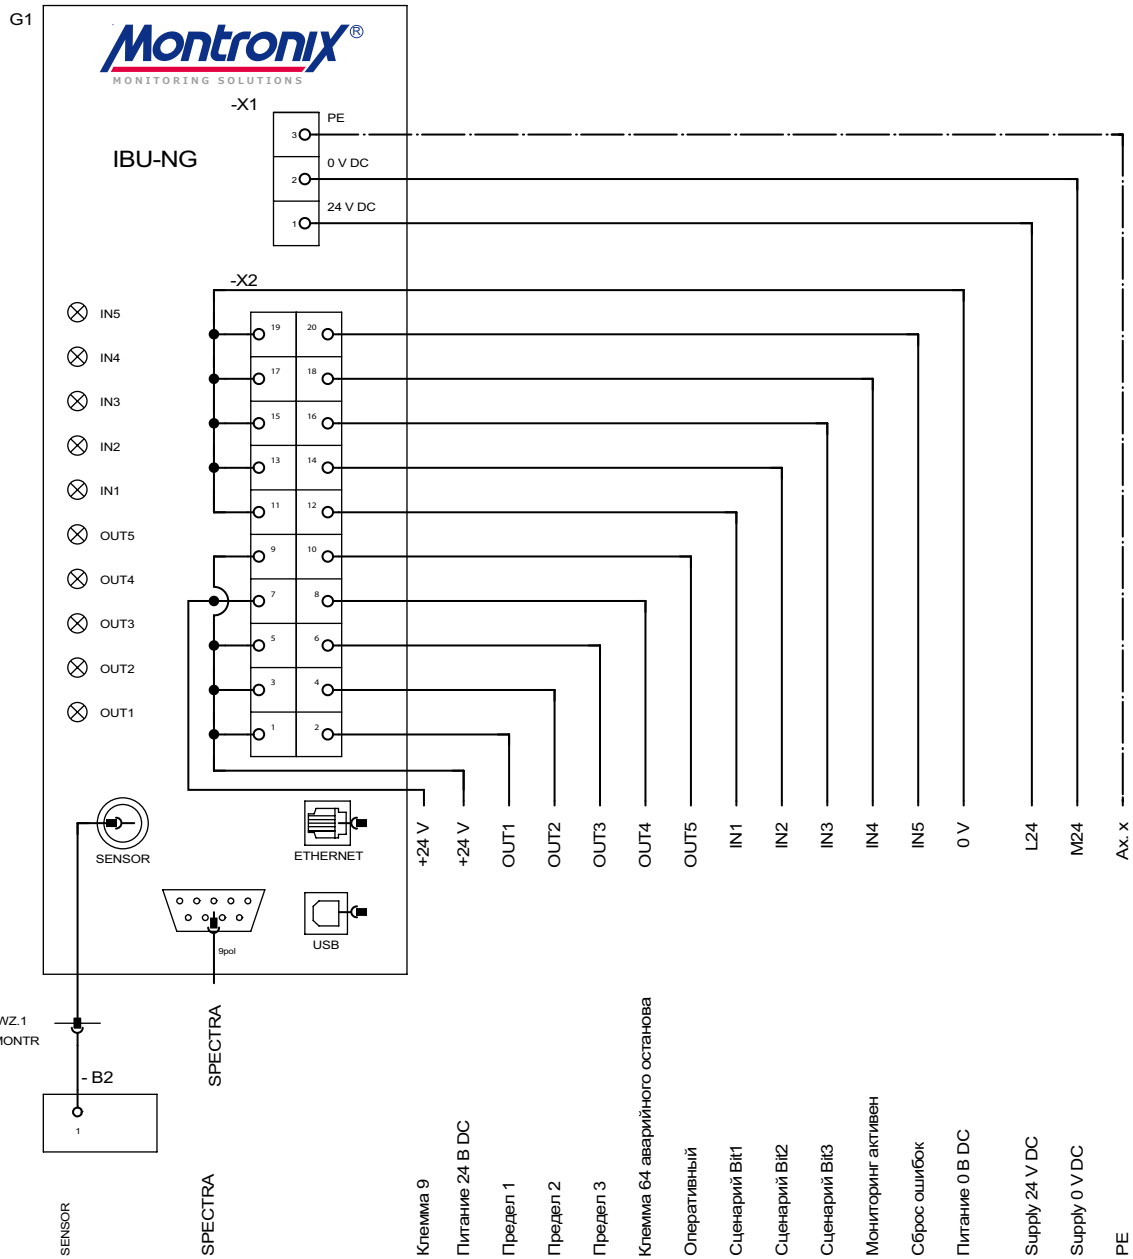 G1
Montronix®
MONITORING SOLUTIONS
-X1
IBU-NG
3
PE
2
0 V DC
1
24 V DC
-X2
IN5
IN4
IN3
IN2
IN1
OUT5
OUT4
OUT3
OUT2
OUT1
19 20
17 18
15 16
13 14
11 12
9 10
7 8
5 6
3 4
1 2
SENSOR
ETHERNET
9pol
USB
+24 V
+24 V
OUT1
OUT2
OUT3
OUT4
OUT5
IN1
IN2
IN3
IN4
IN5
0 V
L24
M24
Ax. x
WZ.1
MONTR
- B2
1
SPECTRA
SENSOR
SPECTRA
Клемма 9
Питание 24 В DC
Предел 1
Предел 2
Предел 3
Клемма 64 аварийного останова
Оперативный
Сценарий Bit1
Сценарий Bit2
Сценарий Bit3
Мониторинг активен
Сброс ошибок
Питание 0 В DC
Supply 24 V DC
Supply 0 V DC
PE